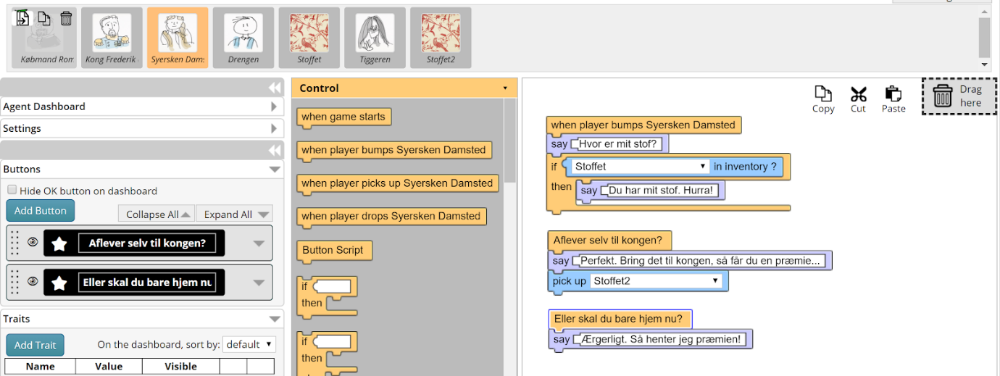 Købmand Rom
Kong Frederik
Syersken Dams
Drengen
Stoffet
Tiggeren
Stoffet2
Agent Dashboard
Settings
Buttons
Hide OK button on dashboard
Add Button
Collapse All
Expand All
Aflever selv til kongen?
Eller skal du bare hjem nu
Traits
Add Trait
On the dashboard, sort by: default
Name Value Visible
Control
when game starts
when player bumps Syersken Damsted
when player picks up Syersken Damsted
when player drops Syersken Damsted
Button Script
if
then
if
then
Copy
Cut
Paste
Drag
here
when player bumps Syersken Damsted
say Hvor er mit stof?
if Stoffet in inventory ?
then say Du har mit stof. Hurra!
Aflever selv til kongen?
say Perfekt. Bring det til kongen, så får du en præmie...
pick up Stoffet2
Eller skal du bare hjem nu?
say Ærgerligt. Så henter jeg præmien!